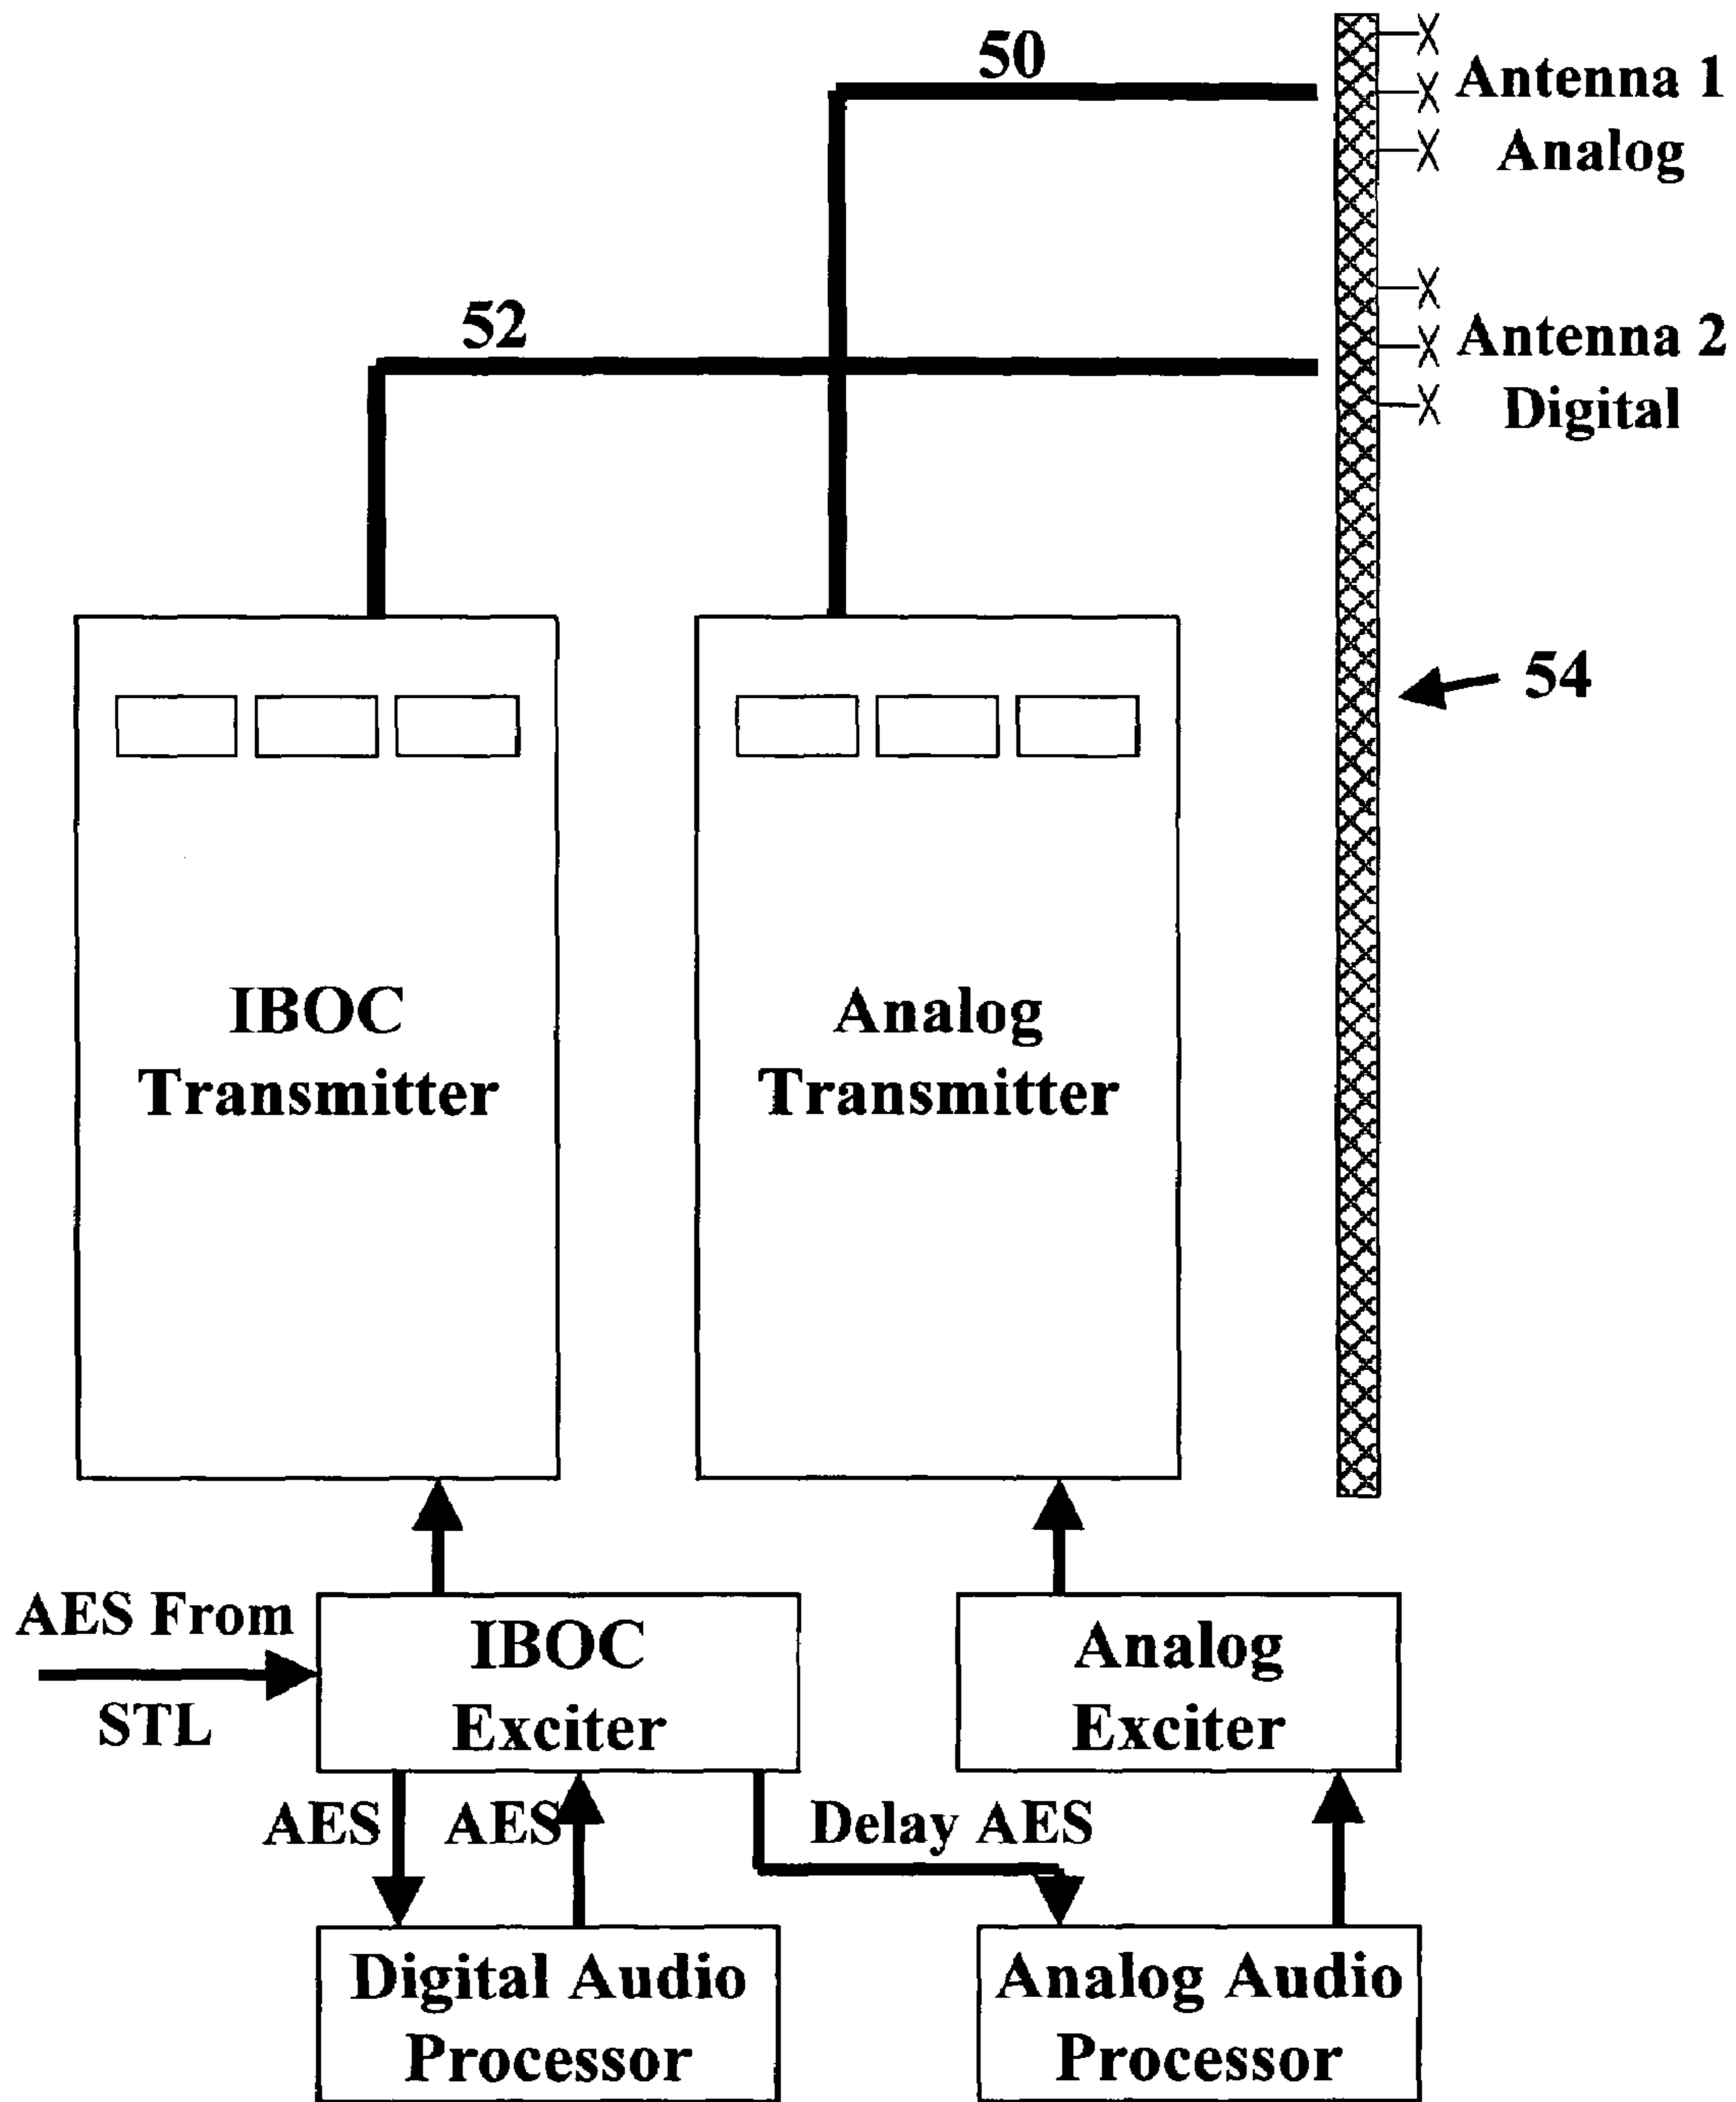 50
Antenna 1
Analog
52
Antenna 2
Digital
54
IBOC
Transmitter
Analog
Transmitter
AES From
STL
IBOC
Exciter
Analog
Exciter
AES
AES
Delay AES
Digital Audio
Processor
Analog Audio
Processor